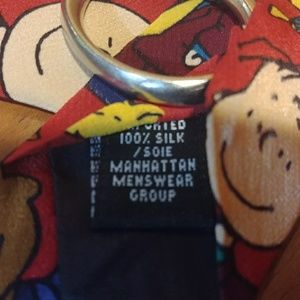 100% SILK
/SOIE
MANHATTAN
MENSWEAR
GROUP